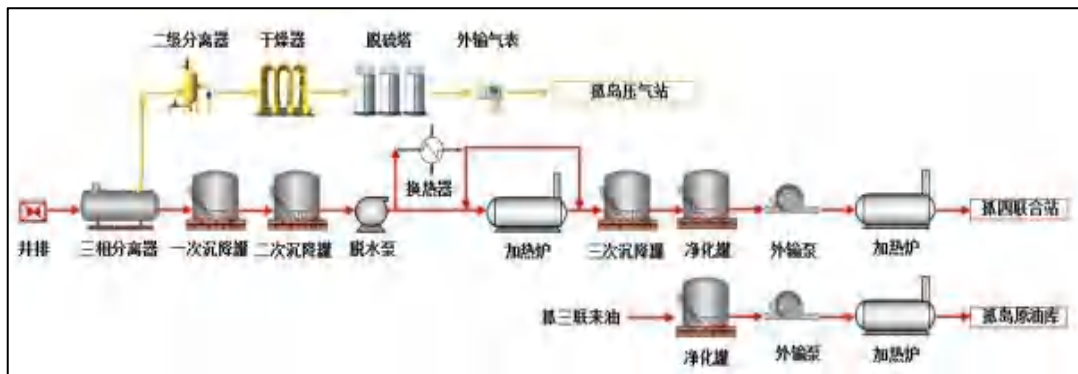 二级分离器 干燥器 脱硫塔 外输气表
孤岛压气站
换热器
井排 三相分离器 一次沉降罐 二次沉降罐 脱水泵 加热炉 三次沉降罐 净化罐 外输泵 加热炉 孤四联合站
孤三联来油 净化罐 外输泵 加热炉 孤岛原油库